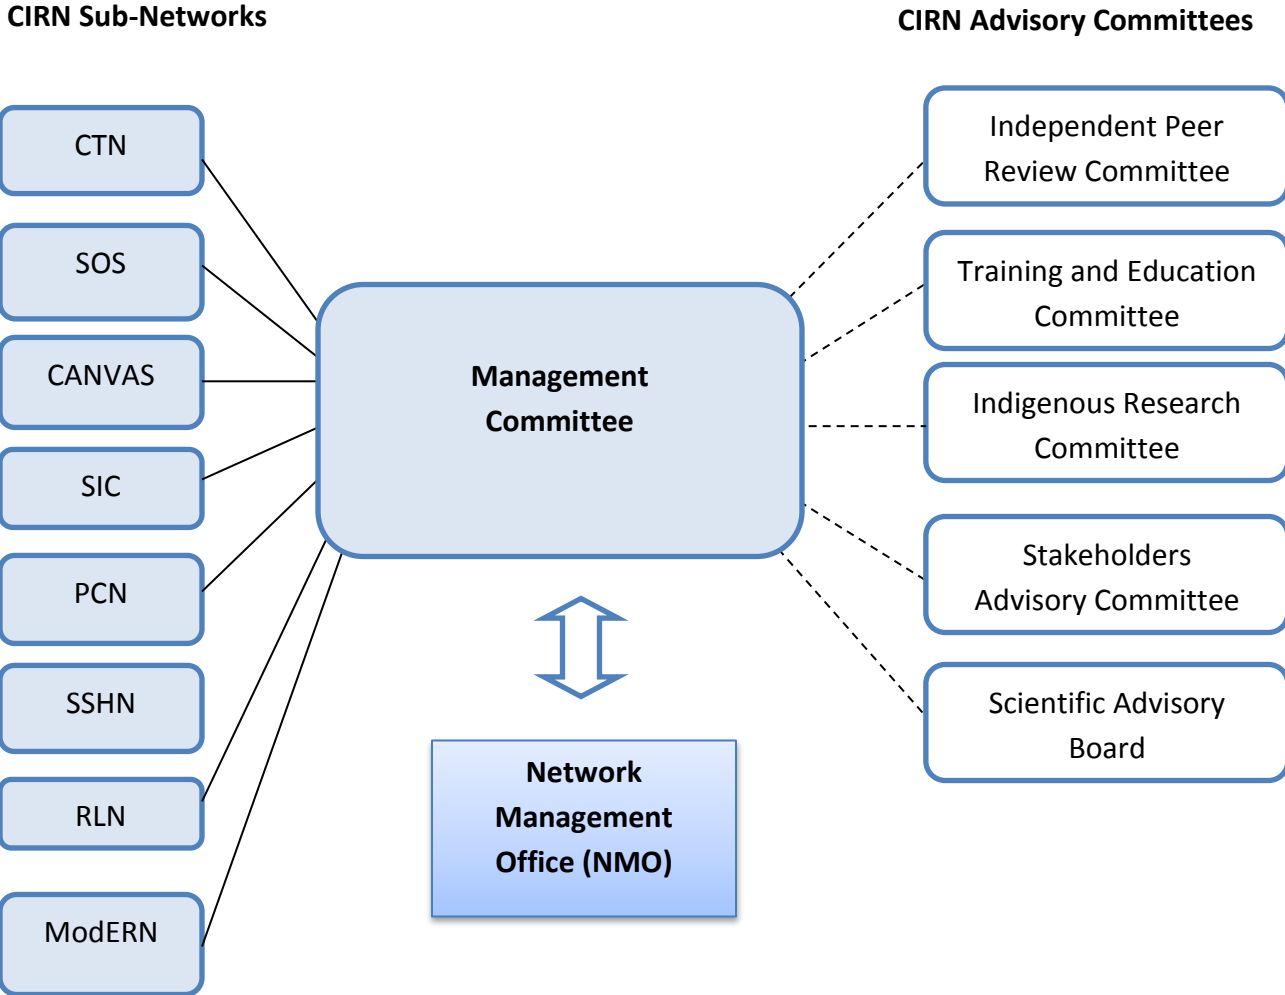 CIRN Sub-Networks
CIRN Advisory Committees
CTN
SOS
CANVAS
SIC
PCN
SSHN
RLN
ModERN
Management
Committee
Network
Management
Office (NMO)
Independent Peer
Review Committee
Training and Education
Committee
Indigenous Research
Committee
Stakeholders
Advisory Committee
Scientific Advisory
Board